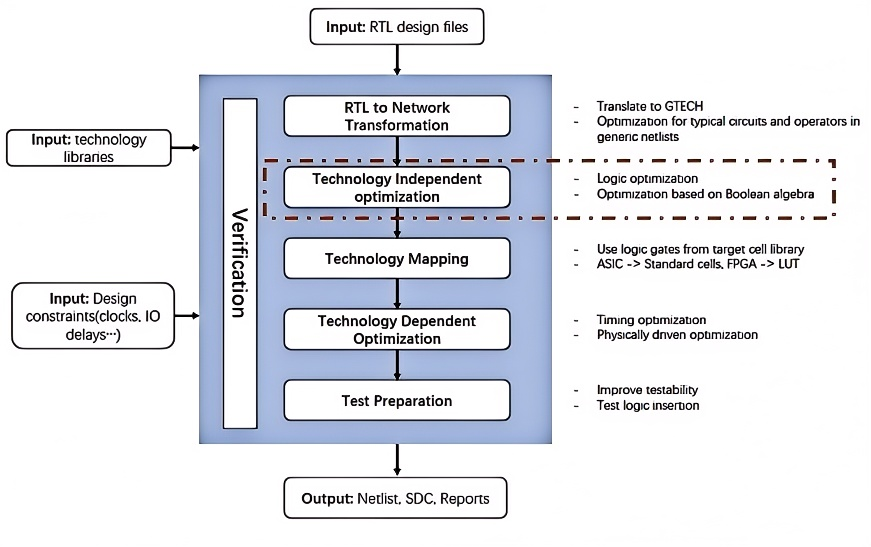 Input: RTL design files
RTL to Network
Transformation
- Translate to GTECH
- Optimization for typical circuits and operators in
generic netlists
Input: technology
libraries
Technology Independent
optimization
- Logic optimization
- Optimization based on Boolean algebra
Verification
Technology Mapping
- Use logic gates from target cell library
- ASIC -> Standard cells, FPGA -> LUT
Input: Design
constraints(clocks, IO
delays…)
Technology Dependent
Optimization
- Timing optimization
- Physically driven optimization
Test Preparation
- Improve testability
- Test logic insertion
Output: Netlist, SDC, Reports